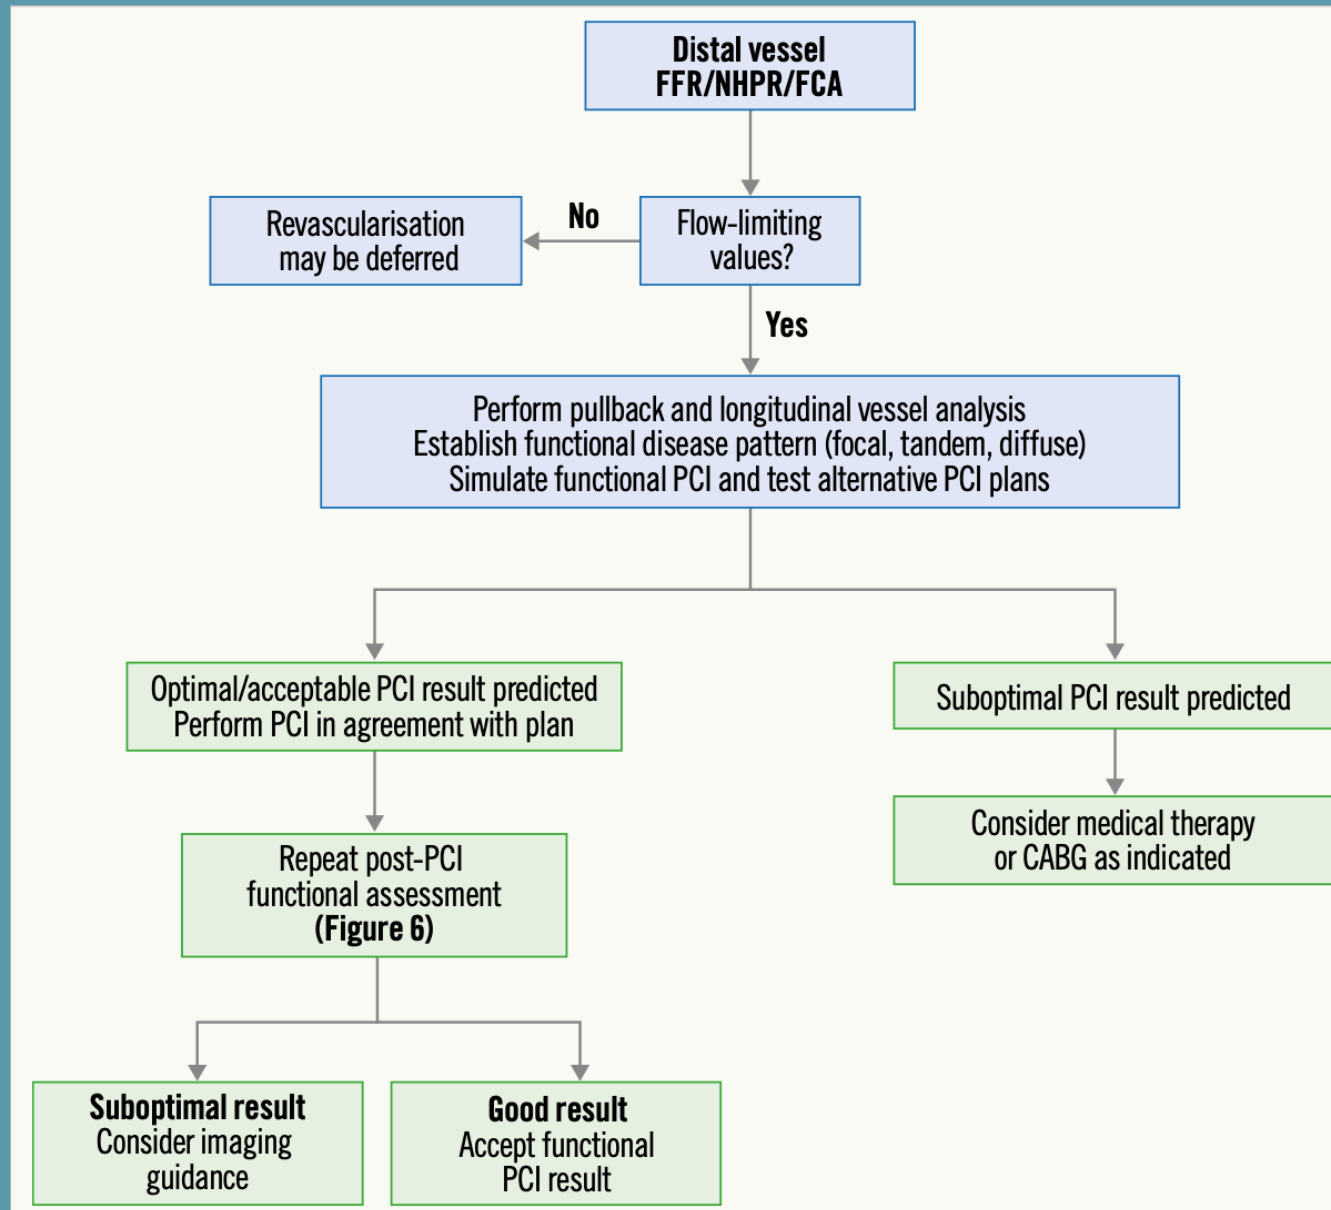 Distal vessel
FFR/NHPR/FCA
Flow-limiting
values?
No
Revascularisation
may be deferred
Yes
Perform pullback and longitudinal vessel analysis
Establish functional disease pattern (focal, tandem, diffuse)
Simulate functional PCI and test alternative PCI plans
Optimal/acceptable PCI result predicted
Perform PCI in agreement with plan
Suboptimal PCI result predicted
Repeat post-PCI
functional assessment
(Figure 6)
Consider medical therapy
or CABG as indicated
Suboptimal result
Consider imaging
guidance
Good result
Accept functional
PCI result